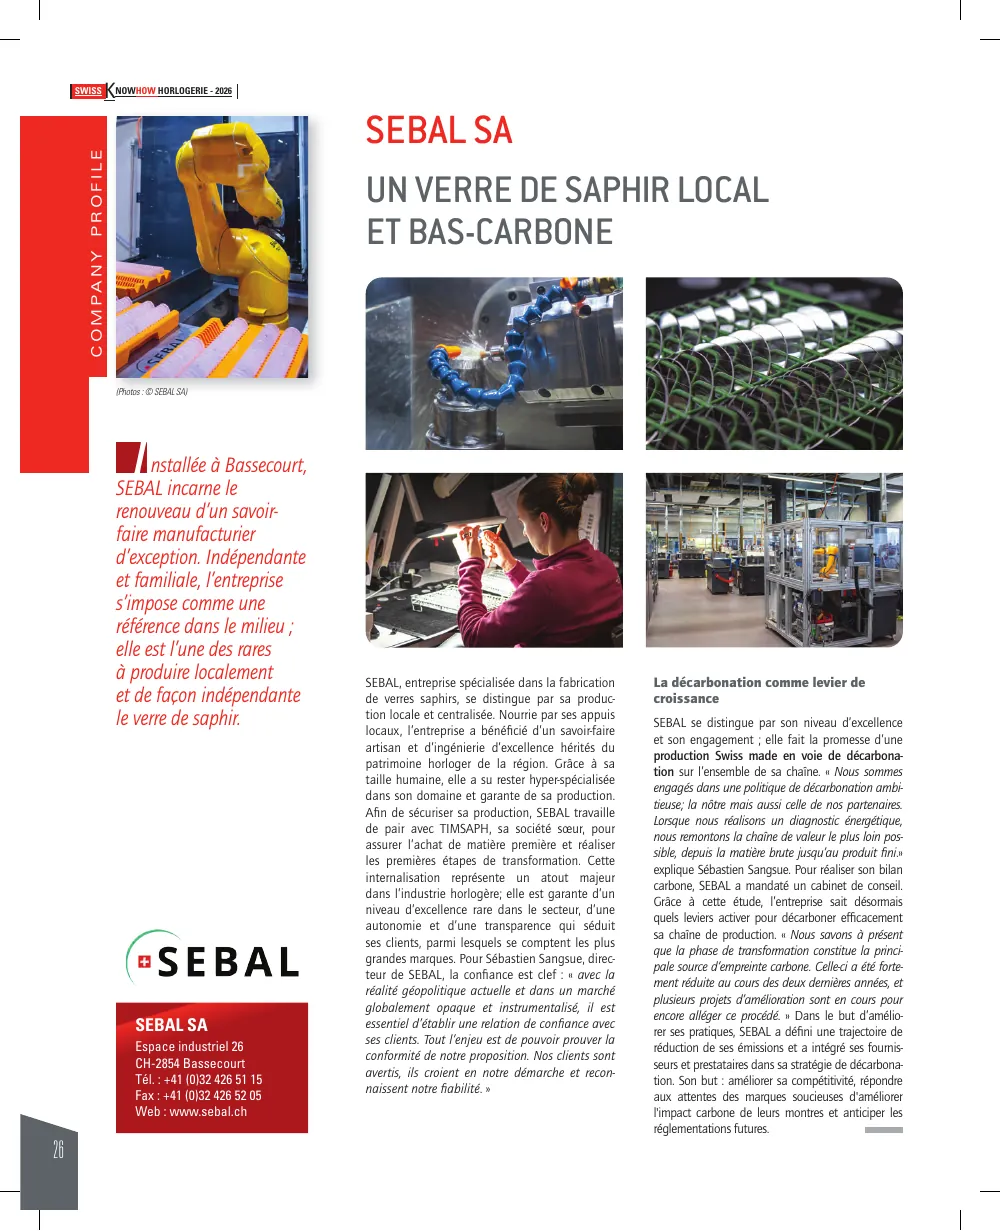 SWISS KNOWHOW HORLOGERIE - 2026
COMPANY PROFILE
SEBAL
(Photos : © SEBAL SA)
SEBAL SA
UN VERRE DE SAPHIR LOCAL
ET BAS-CARBONE
Installée à Bassecourt,
SEBAL incarne le
renouveau d’un savoir-
faire manufacturier
d’exception. Indépendante
et familiale, l’entreprise
s’impose comme une
référence dans le milieu ;
elle est l’une des rares
à produire localement
et de façon indépendante
le verre de saphir.
SEBAL, entreprise spécialisée dans la fabrication
de verres saphirs, se distingue par sa produc-
tion locale et centralisée. Nourrie par ses appuis
locaux, l’entreprise a bénéficié d’un savoir-faire
artisan et d’ingénierie d’excellence hérités du
patrimoine horloger de la région. Grâce à sa
taille humaine, elle a su rester hyper-spécialisée
dans son domaine et garante de sa production.
Afin de sécuriser sa production, SEBAL travaille
de pair avec TIMSAPH, sa société sœur, pour
assurer l’achat de matière première et réaliser
les premières étapes de transformation. Cette
internalisation représente un atout majeur
dans l’industrie horlogère; elle est garante d’un
niveau d’excellence rare dans le secteur, d’une
autonomie et d’une transparence qui séduit
ses clients, parmi lesquels se comptent les plus
grandes marques. Pour Sébastien Sangsue, direc-
teur de SEBAL, la confiance est clef : « avec la
réalité géopolitique actuelle et dans un marché
globalement opaque et instrumentalisé, il est
essentiel d’établir une relation de confiance avec
ses clients. Tout l’enjeu est de pouvoir prouver la
conformité de notre proposition. Nos clients sont
avertis, ils croient en notre démarche et recon-
naissent notre fiabilité. »
La décarbonation comme levier de
croissance
SEBAL se distingue par son niveau d’excellence
et son engagement ; elle fait la promesse d’une
production Swiss made en voie de décarbona-
tion sur l’ensemble de sa chaîne. « Nous sommes
engagés dans une politique de décarbonation ambi-
tieuse; la nôtre mais aussi celle de nos partenaires.
Lorsque nous réalisons un diagnostic énergétique,
nous remontons la chaîne de valeur le plus loin pos-
sible, depuis la matière brute jusqu’au produit fini.»
explique Sébastien Sangsue. Pour réaliser son bilan
carbone, SEBAL a mandaté un cabinet de conseil.
Grâce à cette étude, l’entreprise sait désormais
quels leviers activer pour décarboner efficacement
sa chaîne de production. « Nous savons à présent
que la phase de transformation constitue la princi-
pale source d’empreinte carbone. Celle-ci a été forte-
ment réduite au cours des deux dernières années, et
plusieurs projets d’amélioration sont en cours pour
encore alléger ce procédé. » Dans le but d’amélio-
rer ses pratiques, SEBAL a défini une trajectoire de
réduction de ses émissions et a intégré ses fournis-
seurs et prestataires dans sa stratégie de décarbona-
tion. Son but : améliorer sa compétitivité, répondre
aux attentes des marques soucieuses d'améliorer
l'impact carbone de leurs montres et anticiper les
réglementations futures.
SEBAL
SEBAL SA
Espace industriel 26
CH-2854 Bassecourt
Tél. : +41 (0)32 426 51 15
Fax : +41 (0)32 426 52 05
Web : www.sebal.ch
26